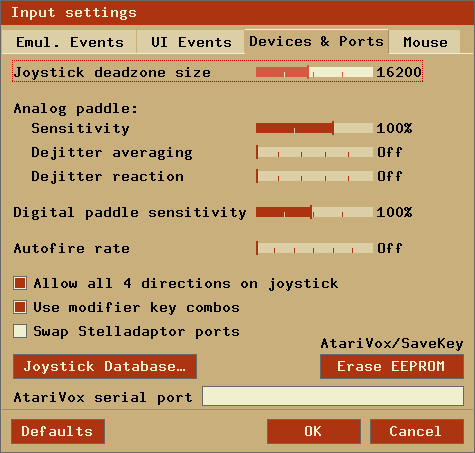 Input settings
Emul. Events UI Events Devices & Ports Mouse
Joystick deadzone size 16200
Analog paddle:
Sensitivity 100%
Dejitter averaging Off
Dejitter reaction Off
Digital paddle sensitivity 100%
Autofire rate Off
Allow all 4 directions on joystick
Use modifier key combos
Swap Stelladaptor ports
AtariVox/SaveKey
Joystick Database… Erase EEPROM
AtariVox serial port
Defaults OK Cancel